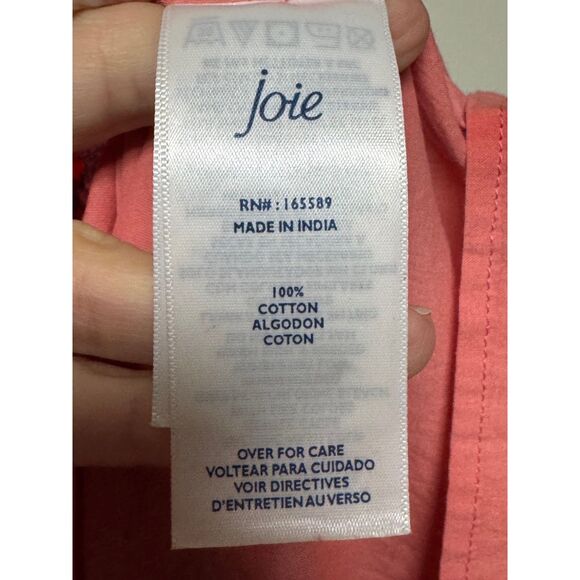 joie
RN#: 165589
MADE IN INDIA
100%
COTTON
ALGODON
COTON
OVER FOR CARE
VOLTEAR PARA CUIDADO
VOIR DIRECTIVES
D'ENTRETIEN AU VERSO